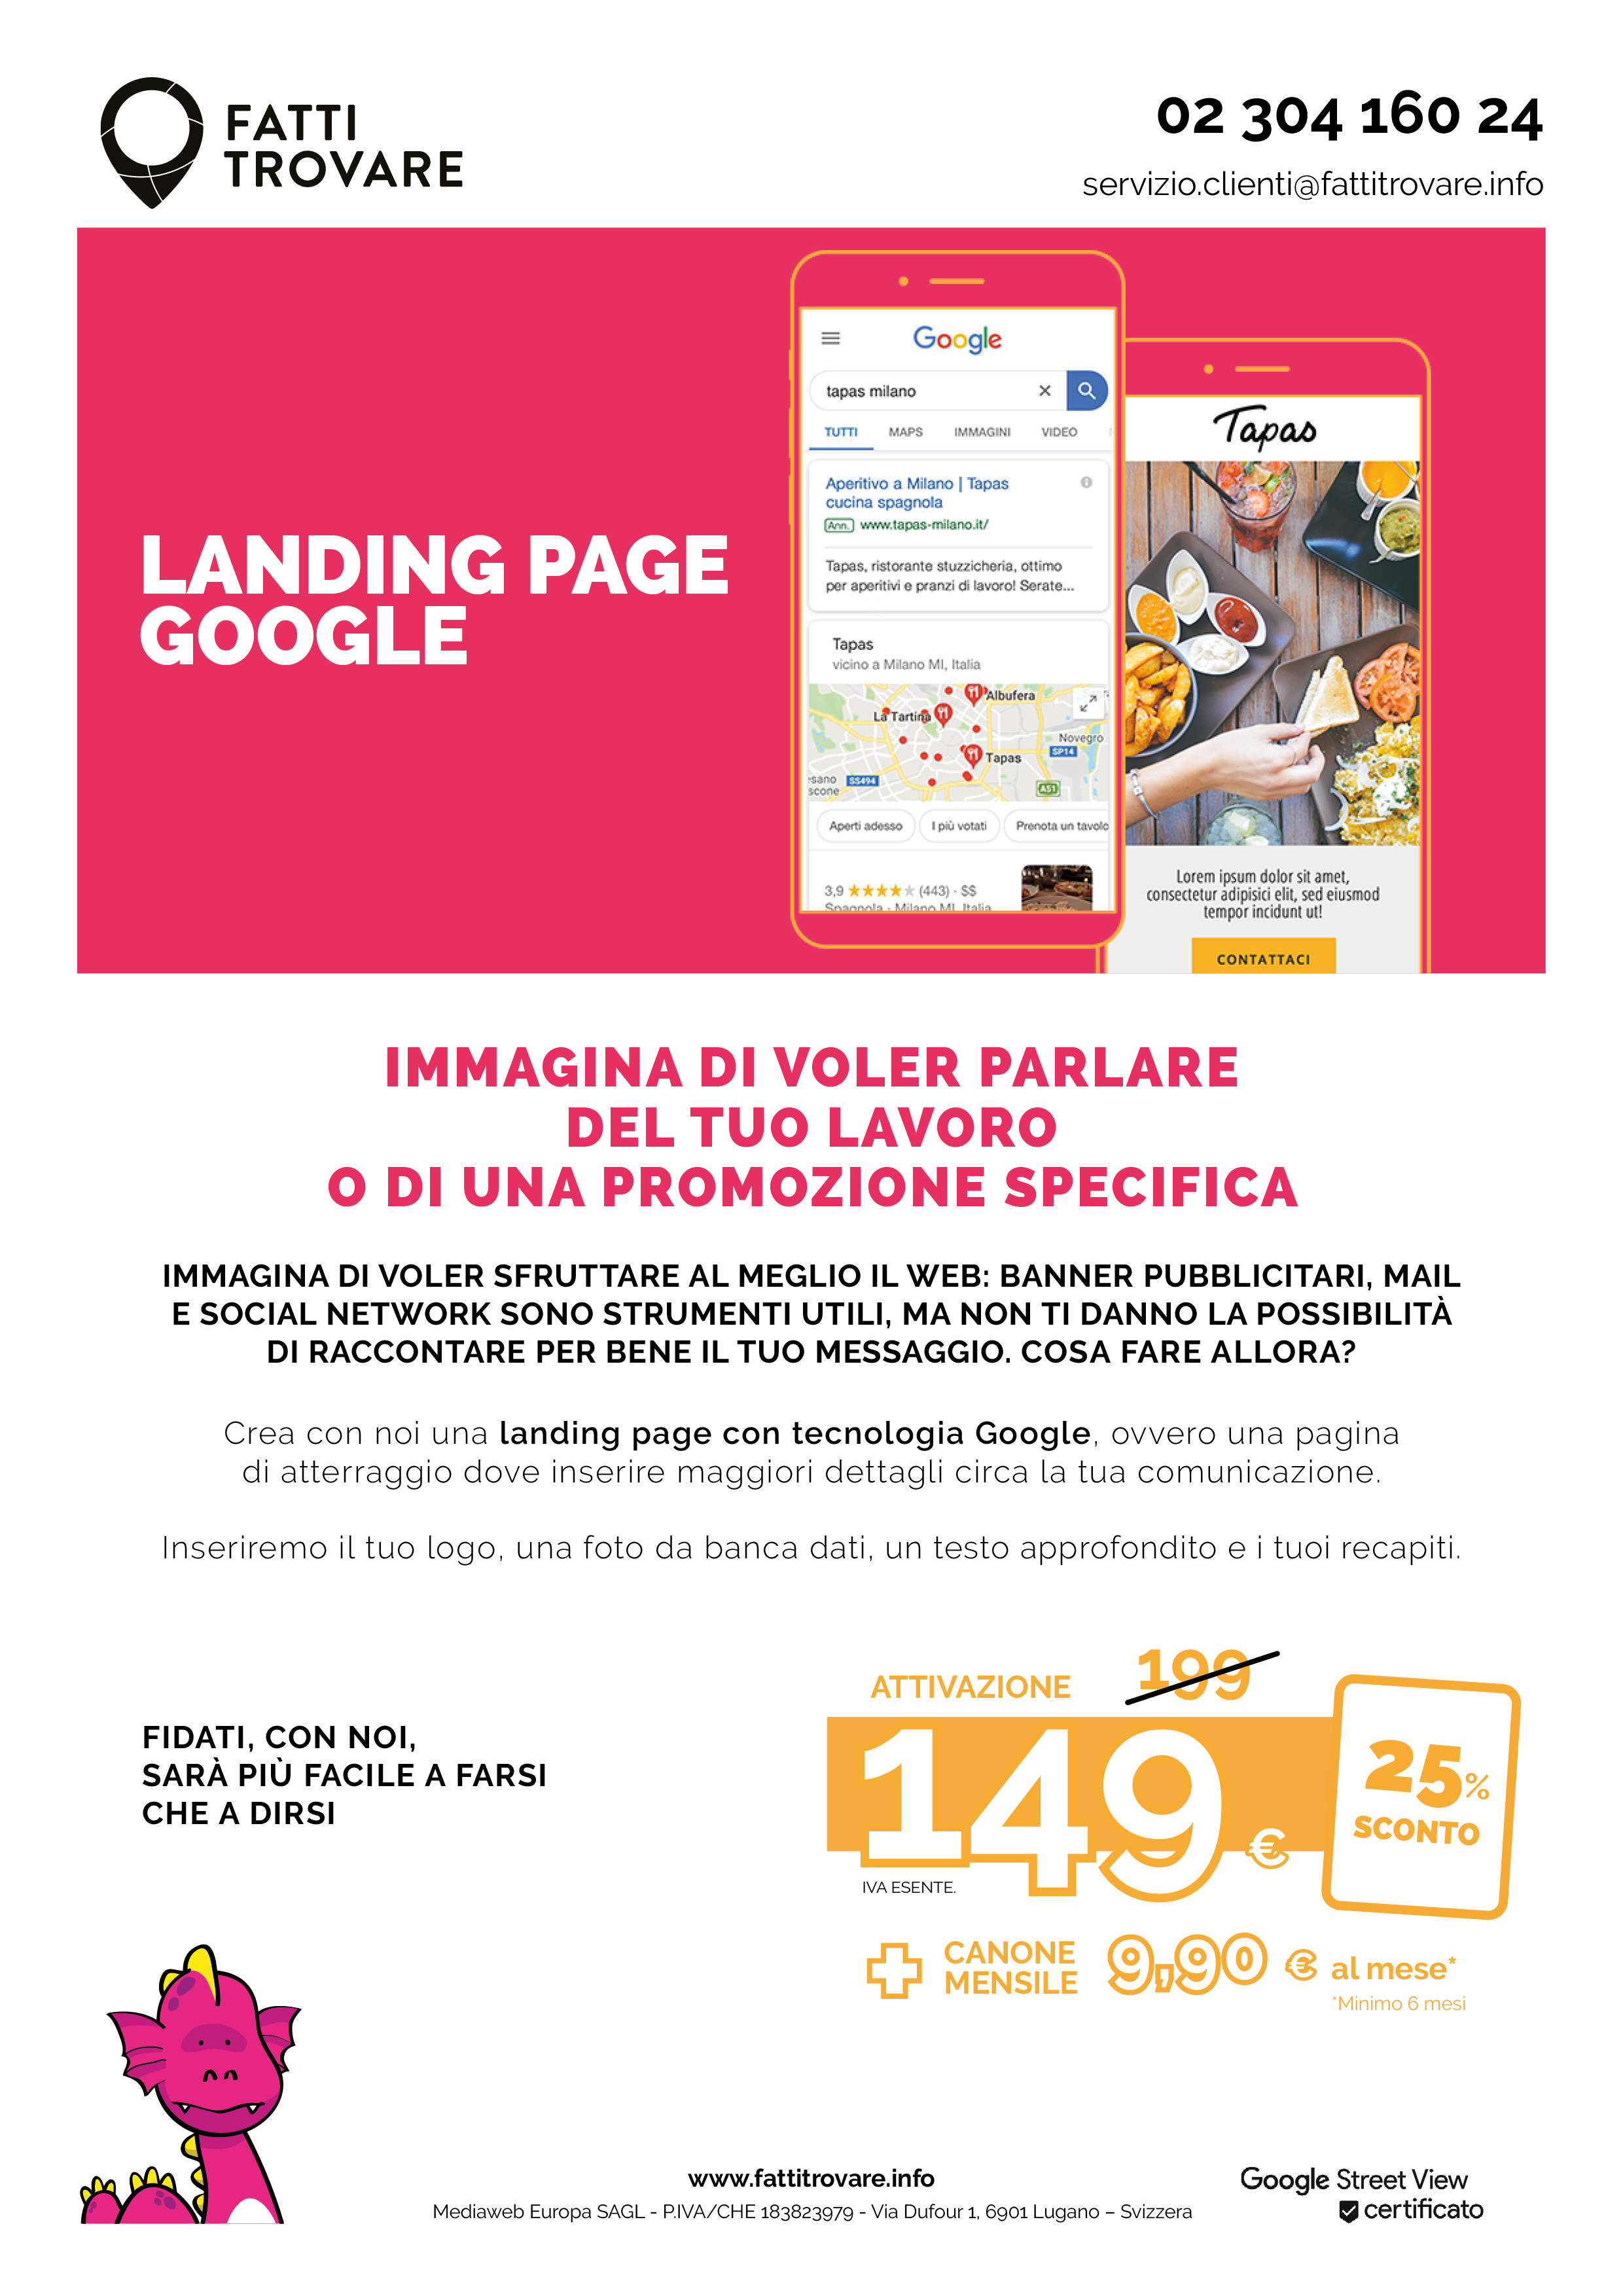 FATTI
TROVARE
02 304 160 24
servizio.clienti@fattitrovare.info
LANDING PAGE
GOOGLE
Google
tapas milano
TUTTI MAPS IMMAGINI VIDEO
Aperitivo a Milano | Tapas
cucina spagnola
Ann. www.tapas-milano.it/
Tapas, ristorante stuzzicheria, ottimo
per aperitivi e pranzi di lavoro! Serate...
Tapas
vicino a Milano MI, Italia
Albufera
La Tartina
Novegro
SP14
Tapas
sano
scone
SS494
A51
Aperti adesso I più votati Prenota un tavolo
3,9 (443) · $$
Spagnola · Milano MI, Italia
Tapas
Lorem ipsum dolor sit amet,
consectetur adipisici elit, sed eiusmod
tempor incidunt ut!
CONTATTACI
IMMAGINA DI VOLER PARLARE
DEL TUO LAVORO
O DI UNA PROMOZIONE SPECIFICA
IMMAGINA DI VOLER SFRUTTARE AL MEGLIO IL WEB: BANNER PUBBLICITARI, MAIL
E SOCIAL NETWORK SONO STRUMENTI UTILI, MA NON TI DANNO LA POSSIBILITÀ
DI RACCONTARE PER BENE IL TUO MESSAGGIO. COSA FARE ALLORA?
Crea con noi una landing page con tecnologia Google, ovvero una pagina
di atterraggio dove inserire maggiori dettagli circa la tua comunicazione.
Inseriremo il tuo logo, una foto da banca dati, un testo approfondito e i tuoi recapiti.
FIDATI, CON NOI,
SARÀ PIÙ FACILE A FARSI
CHE A DIRSI
ATTIVAZIONE 199
149 €
IVA ESENTE.
25%
SCONTO
CANONE
MENSILE 9,90 € al mese*
*Minimo 6 mesi
www.fattitrovare.info
Mediaweb Europa SAGL - P.IVA/CHE 183823979 - Via Dufour 1, 6901 Lugano – Svizzera
Google Street View
certificato